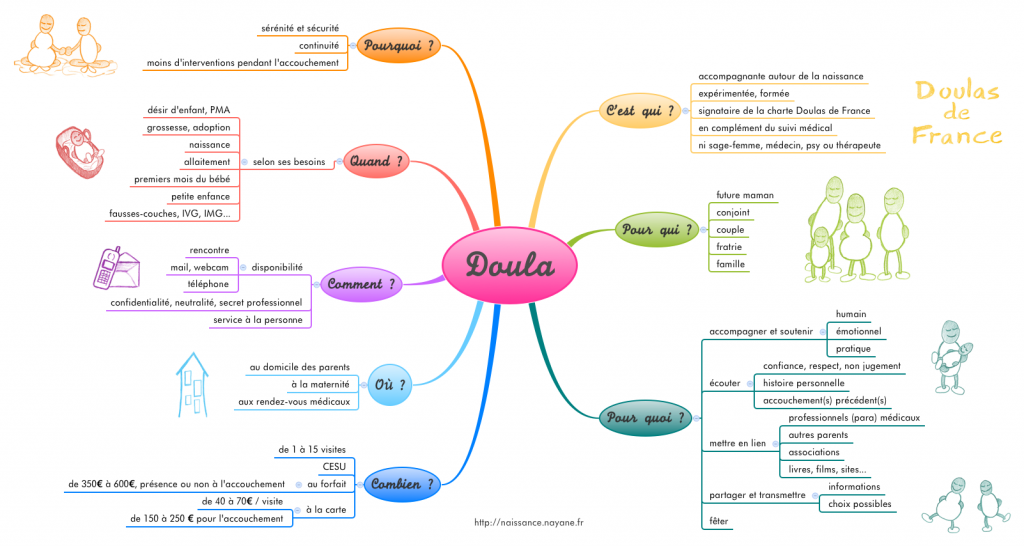 Doula
Pourquoi ?
sérénité et sécurité
continuité
moins d'interventions pendant l'accouchement
Quand ?
selon ses besoins
désir d'enfant, PMA
grossesse, adoption
naissance
allaitement
premiers mois du bébé
petite enfance
fausses-couches, IVG, IMG...
Comment ?
disponibilité
rencontre
mail, webcam
téléphone
confidentialité, neutralité, secret professionnel
service à la personne
Où ?
au domicile des parents
à la maternité
aux rendez-vous médicaux
Combien ?
de 1 à 15 visites
CESU
au forfait
de 350€ à 600€, présence ou non à l'accouchement
à la carte
de 40 à 70€ / visite
de 150 à 250 € pour l'accouchement
C'est qui ?
accompagnante autour de la naissance
expérimentée, formée
signataire de la charte Doulas de France
en complément du suivi médical
ni sage-femme, médecin, psy ou thérapeute
Doulas
de
France
Pour qui ?
future maman
conjoint
couple
fratrie
famille
Pour quoi ?
accompagner et soutenir
humain
émotionnel
pratique
écouter
confiance, respect, non jugement
histoire personnelle
accouchement(s) précédent(s)
mettre en lien
professionnels (para) médicaux
autres parents
associations
livres, films, sites...
partager et transmettre
informations
choix possibles
fêter
http://naissance.nayane.fr